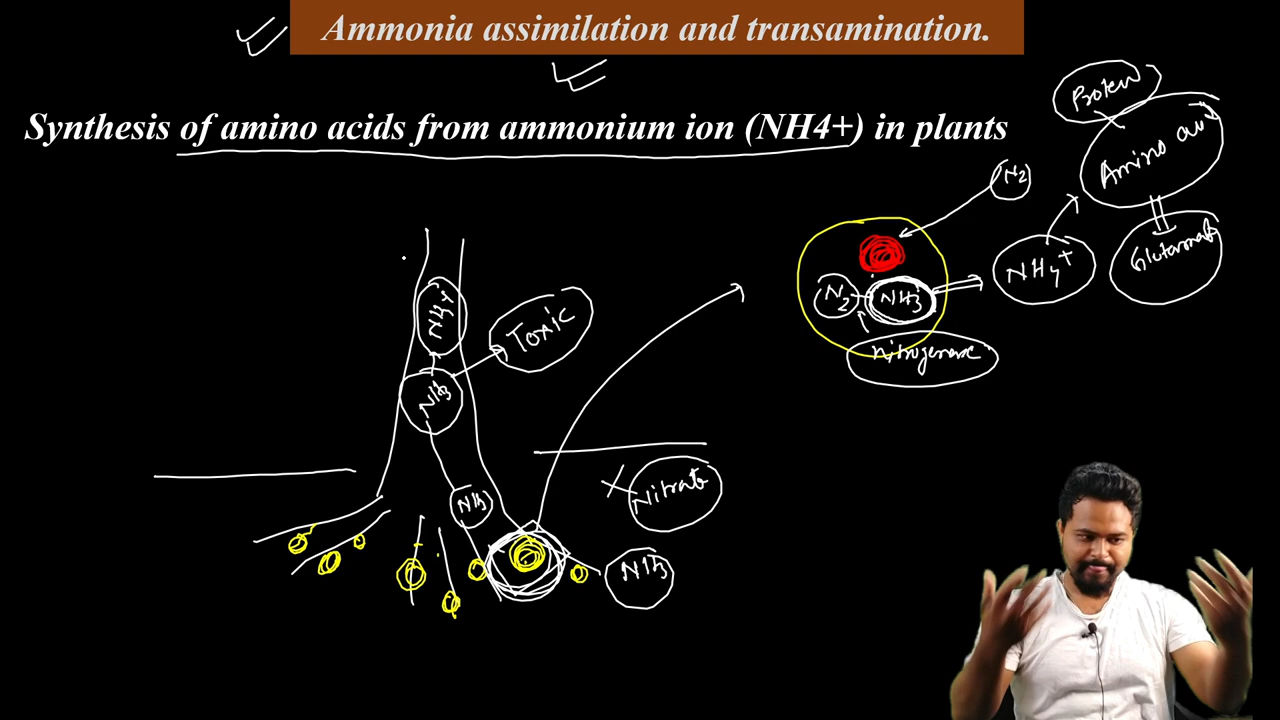 Ammonia assimilation and transamination.
Synthesis of amino acids from ammonium ion (NH4+) in plants
Protein
Amino acid
N2
Glutamate
NH4+
N2
NH3
nitrogenase
NH4+
Toxic
NH3
NH3
Nitrate
NH3